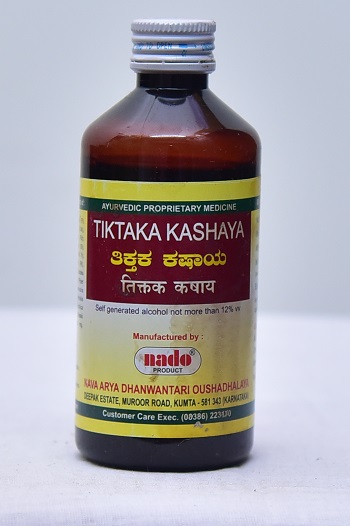 AYURVEDIC PROPRIETARY MEDICINE
TIKTAKA KASHAYA
ತಿಕ್ತಕ ಕಷಾಯ
तिक्तक कषाय
Self generated alcohol not more than 12% vv
Manufactured by :
nado®
PRODUCT
NAVA ARYA DHANWANTARI OUSHADHALAYA
DEEPAK ESTATE, MUROOR ROAD, KUMTA - 581 343 (KARNATAKA)
Customer Care Exec. (08386)